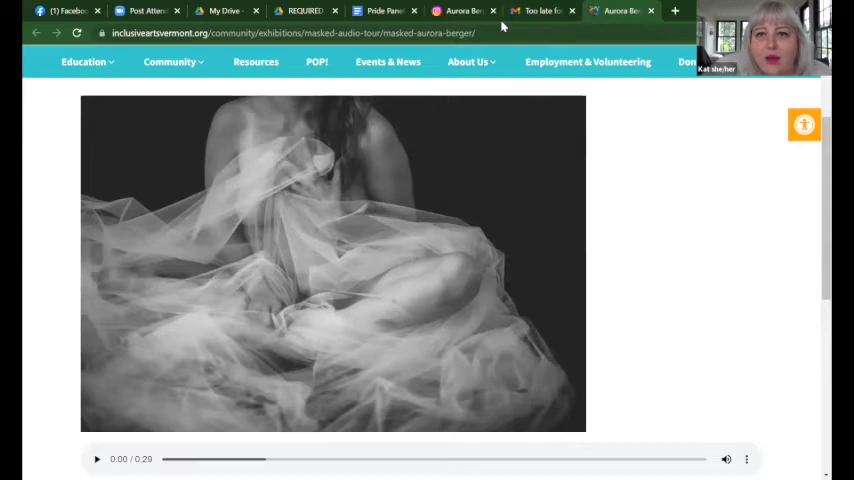 (1) Facebook Post Attend My Drive - REQUIRED Pride Panel Aurora Ber Too late fo Aurora Be
inclusiveartsvermont.org/community/exhibitions/masked-audio-tour/masked-aurora-berger/
Kat she/her
Education Community Resources POP! Events & News About Us Employment & Volunteering Don
0:00 / 0:29